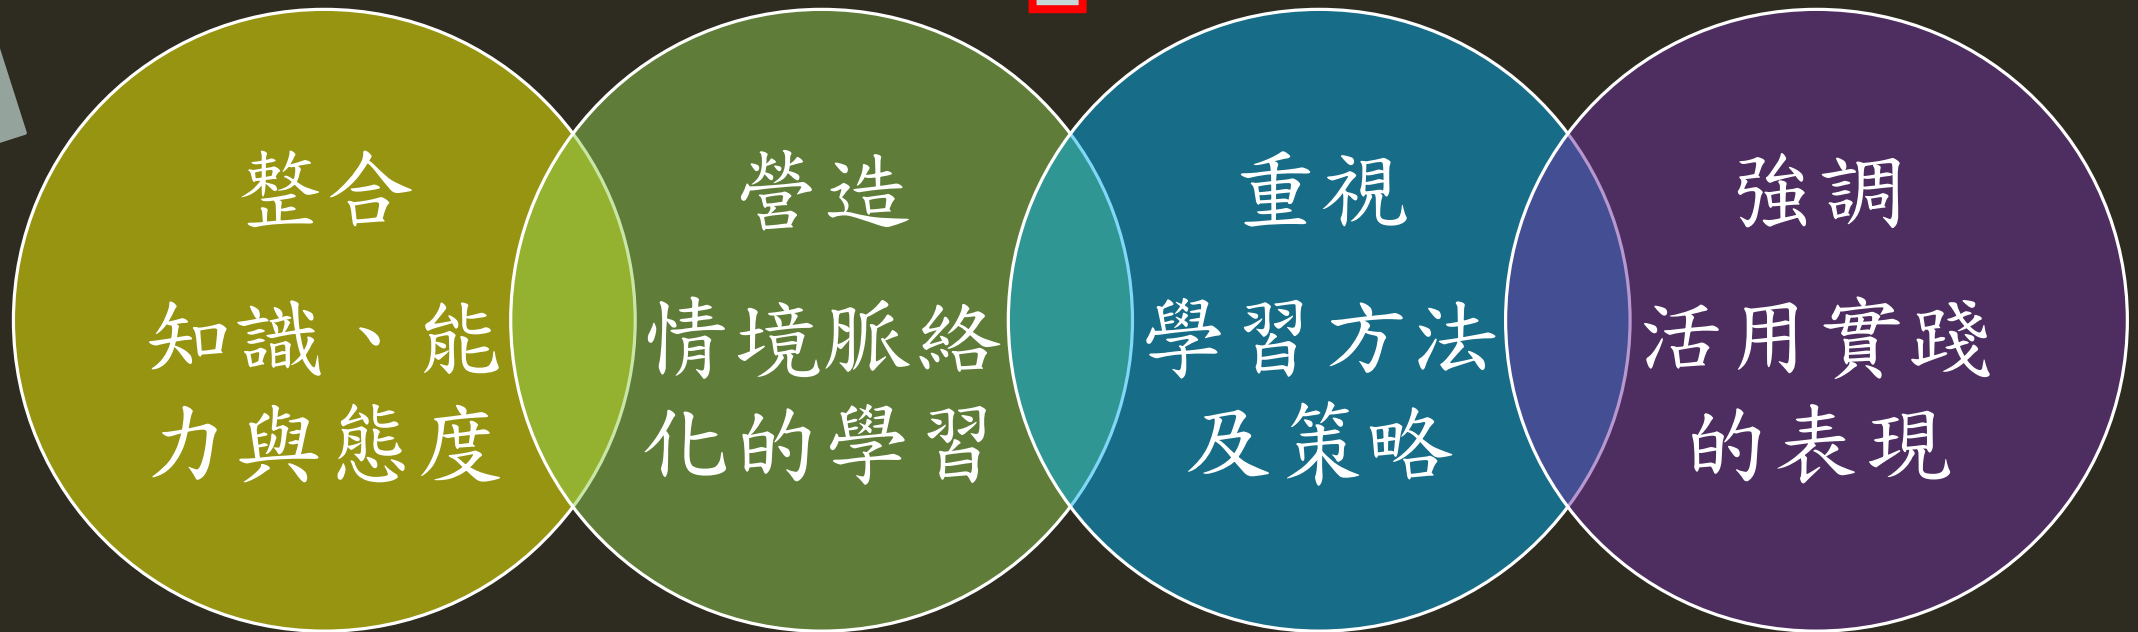 整合
知識、能
力與態度
營造
情境脈絡
化的學習
重視
學習方法
及策略
強調
活用實踐
的表現